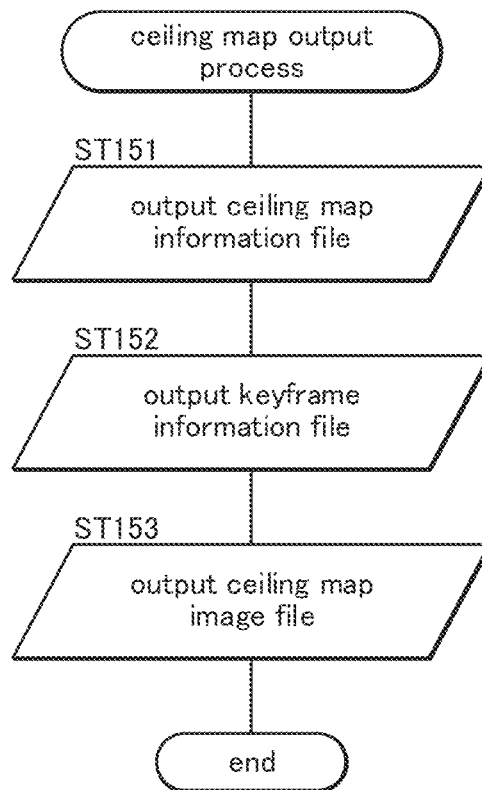 ceiling map output
process
ST151
output ceiling map
information file
ST152
output keyframe
information file
ST153
output ceiling map
image file
end